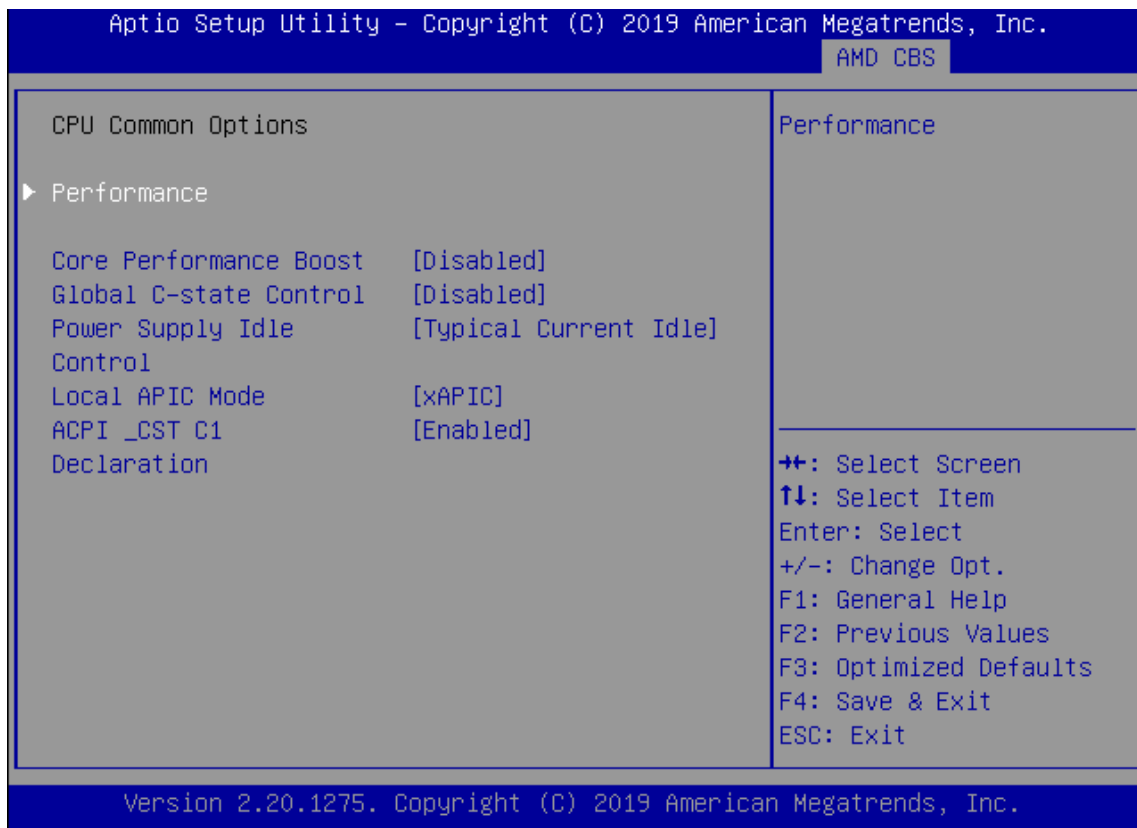 Aptio Setup Utility – Copyright (C) 2019 American Megatrends, Inc.
AMD CBS
CPU Common Options
Performance
Core Performance Boost [Disabled]
Global C-state Control [Disabled]
Power Supply Idle [Typical Current Idle]
Control
Local APIC Mode [xAPIC]
ACPI _CST C1 [Enabled]
Declaration
Performance
→←: Select Screen
↑↓: Select Item
Enter: Select
+/-: Change Opt.
F1: General Help
F2: Previous Values
F3: Optimized Defaults
F4: Save & Exit
ESC: Exit
Version 2.20.1275. Copyright (C) 2019 American Megatrends, Inc.